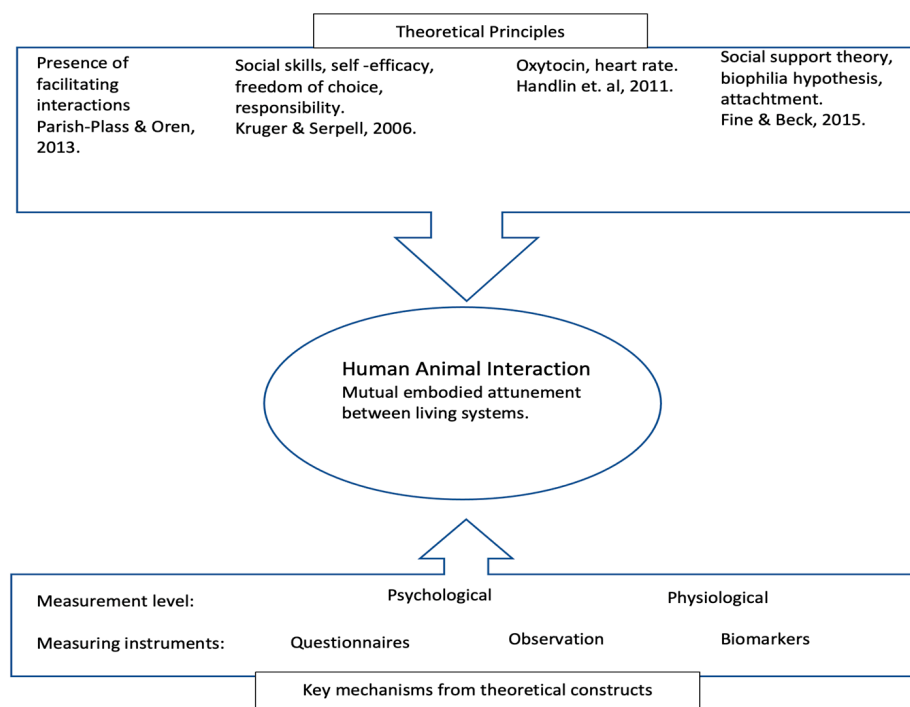 Theoretical Principles
Presence of
facilitating
interactions
Parish-Plass & Oren,
2013.
Social skills, self -efficacy,
freedom of choice,
responsibility.
Kruger & Serpell, 2006.
Oxytocin, heart rate.
Handlin et. al, 2011.
Social support theory,
biophilia hypothesis,
attachtment.
Fine & Beck, 2015.
Human Animal Interaction
Mutual embodied attunement
between living systems.
Measurement level:
Psychological
Physiological
Measuring instruments:
Questionnaires
Observation
Biomarkers
Key mechanisms from theoretical constructs